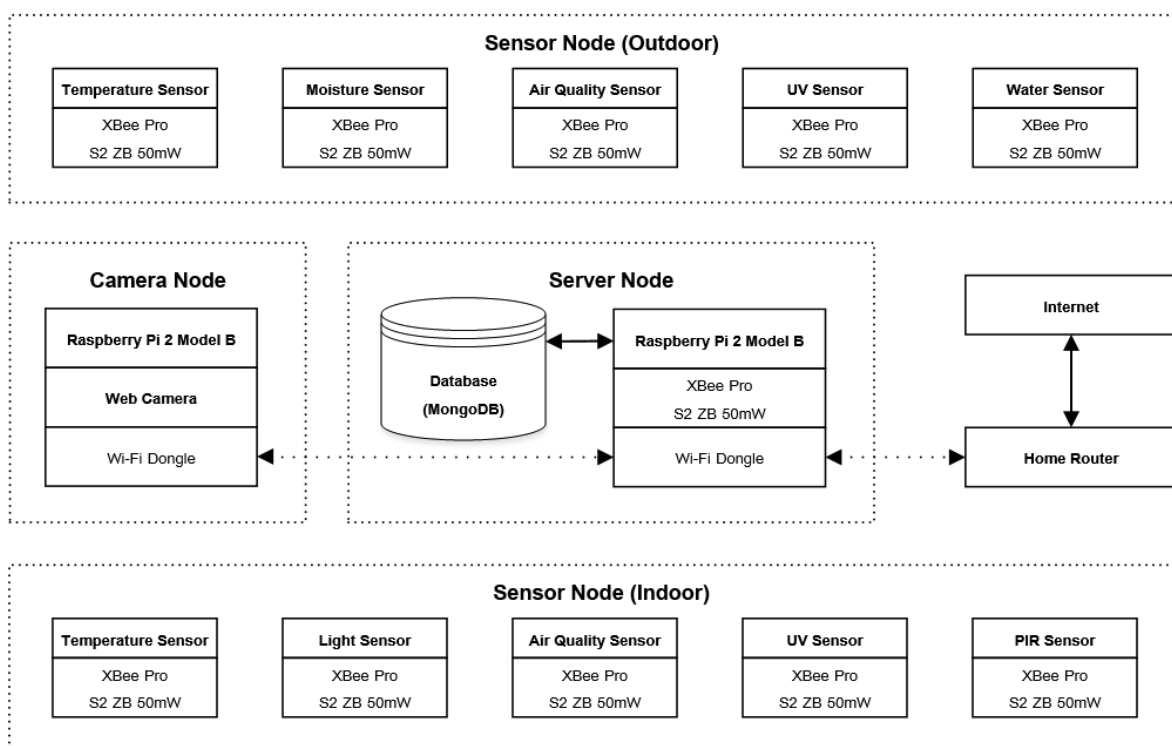 Sensor Node (Outdoor)
Temperature Sensor
XBee Pro
S2 ZB 50mW
Moisture Sensor
XBee Pro
S2 ZB 50mW
Air Quality Sensor
XBee Pro
S2 ZB 50mW
UV Sensor
XBee Pro
S2 ZB 50mW
Water Sensor
XBee Pro
S2 ZB 50mW
Camera Node
Raspberry Pi 2 Model B
Web Camera
Wi-Fi Dongle
Server Node
Database
(MongoDB)
Raspberry Pi 2 Model B
XBee Pro
S2 ZB 50mW
Wi-Fi Dongle
Internet
Home Router
Sensor Node (Indoor)
Temperature Sensor
XBee Pro
S2 ZB 50mW
Light Sensor
XBee Pro
S2 ZB 50mW
Air Quality Sensor
XBee Pro
S2 ZB 50mW
UV Sensor
XBee Pro
S2 ZB 50mW
PIR Sensor
XBee Pro
S2 ZB 50mW